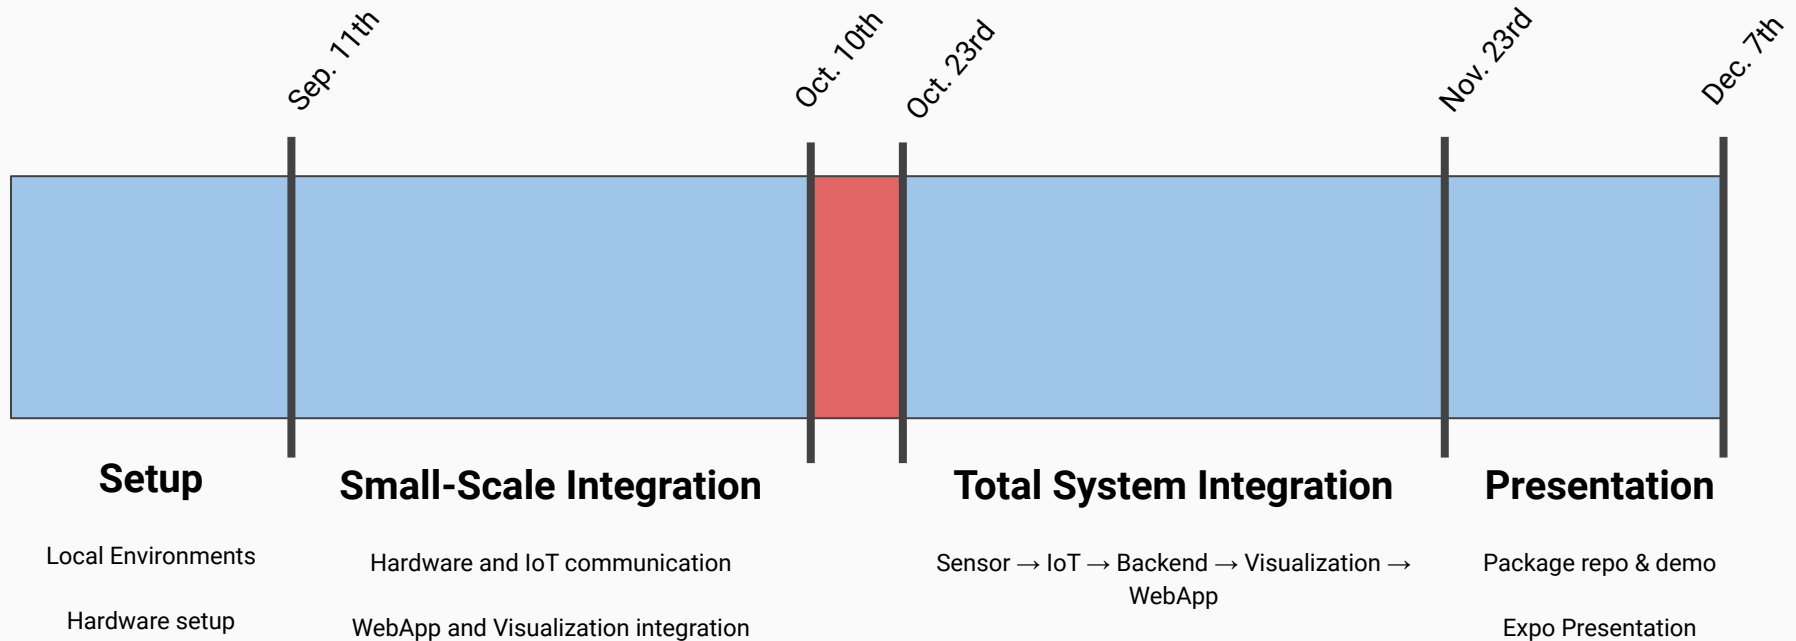 Sep. 11th
Oct. 10th
Oct. 23rd
Nov. 23rd
Dec. 7th
Setup
Small-Scale Integration
Total System Integration
Presentation
Local Environments
Hardware and IoT communication
Sensor → IoT → Backend → Visualization →
WebApp
Package repo & demo
Hardware setup
WebApp and Visualization integration
Expo Presentation